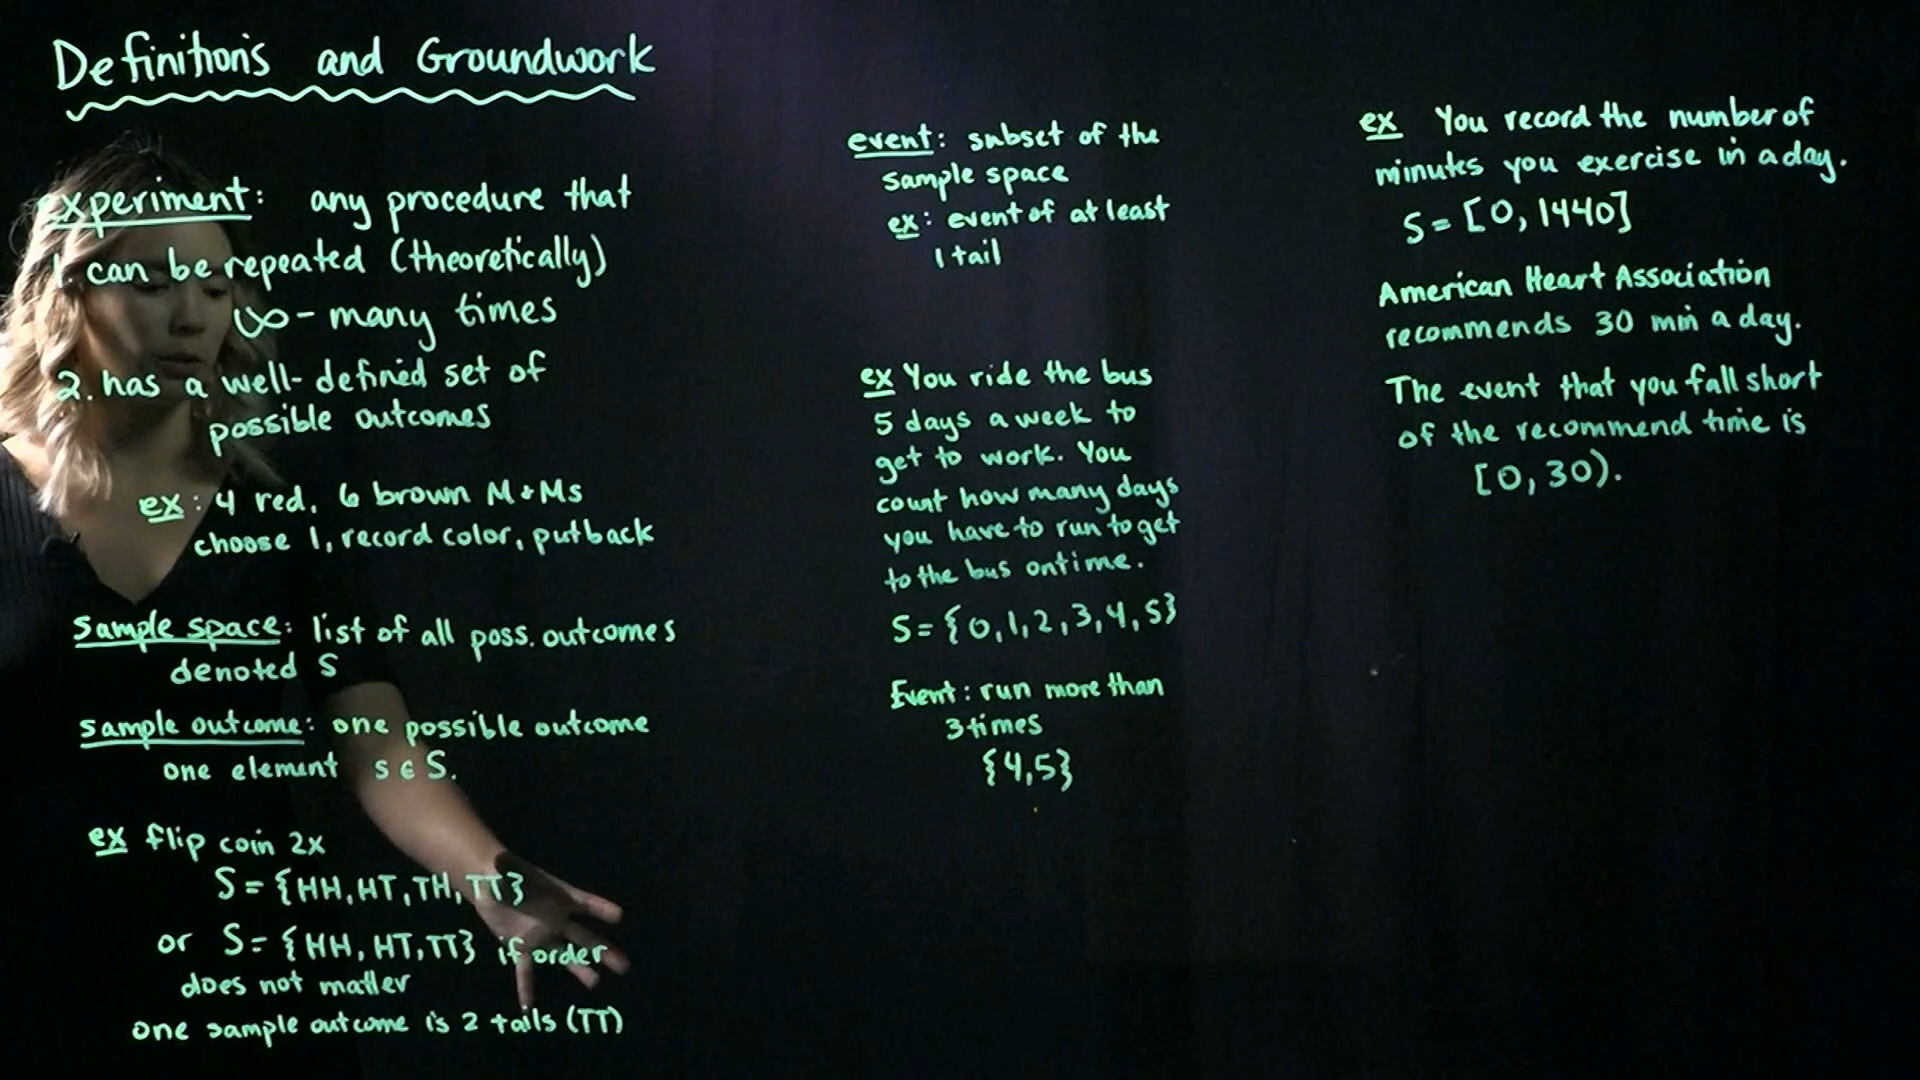 Definitions and Groundwork
experiment: any procedure that
1. can be repeated (theoretically)
∞-many times
2. has a well-defined set of
possible outcomes
ex: 4 red, 6 brown M&Ms
choose 1, record color, put back
sample space: list of all poss. outcomes
denoted S
sample outcome: one possible outcome
one element s ∈ S.
ex flip coin 2x
S = {HH, HT, TH, TT}
or S = {HH, HT, TT} if order
does not matter
one sample outcome is 2 tails (TT)
event: subset of the
sample space
ex: event of at least
1 tail
ex You ride the bus
5 days a week to
get to work. You
count how many days
you have to run to get
to the bus on time.
S = {0, 1, 2, 3, 4, 5}
Event: run more than
3 times
{4,5}
ex You record the number of
minutes you exercise in a day.
S = [0, 1440]
American Heart Association
recommends 30 min a day.
The event that you fall short
of the recommend time is
[0, 30).